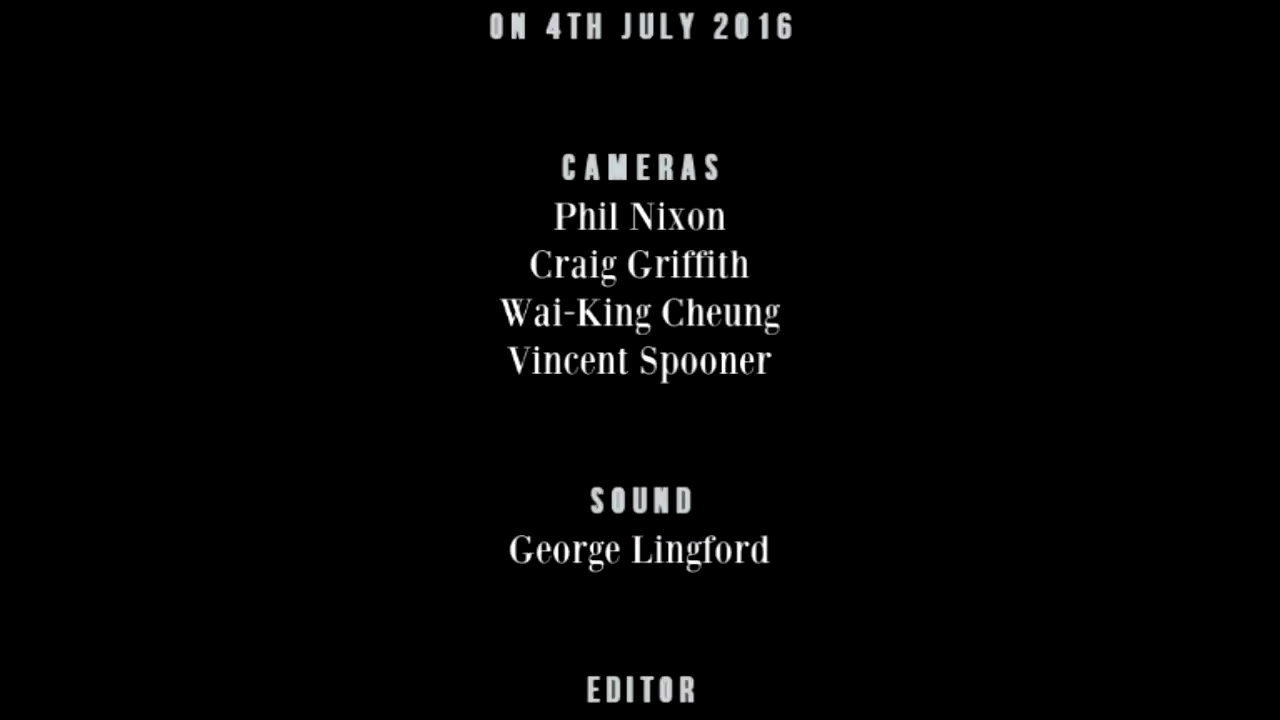 ON 4TH JULY 2016
CAMERAS
Phil Nixon
Craig Griffith
Wai-King Cheung
Vincent Spooner
SOUND
George Lingford
EDITOR